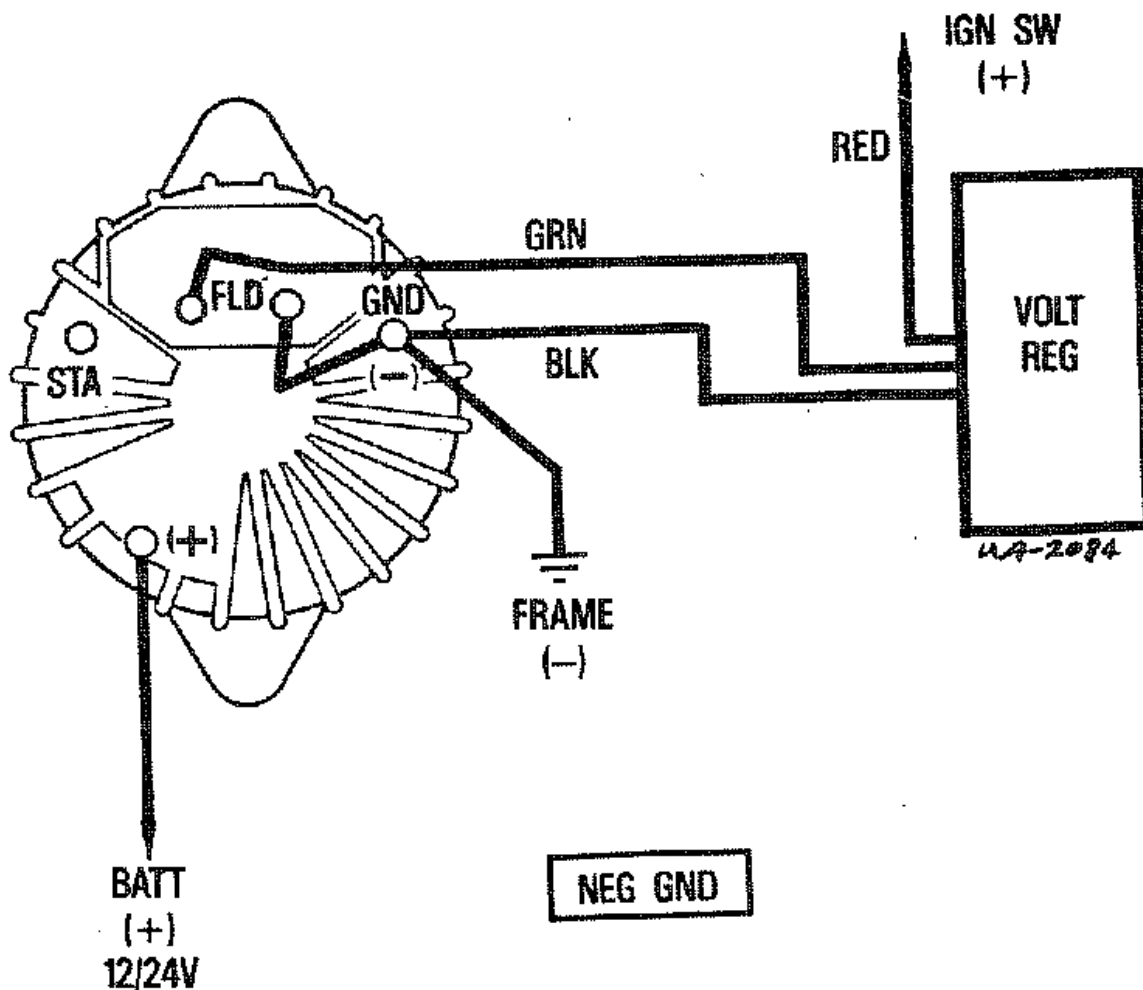 IGN SW
(+)
RED
GRN
VOLT
REG
FLD
GND
BLK
STA
(-)
(+)
UA-2084
FRAME
(-)
NEG GND
BATT
(+)
12/24V